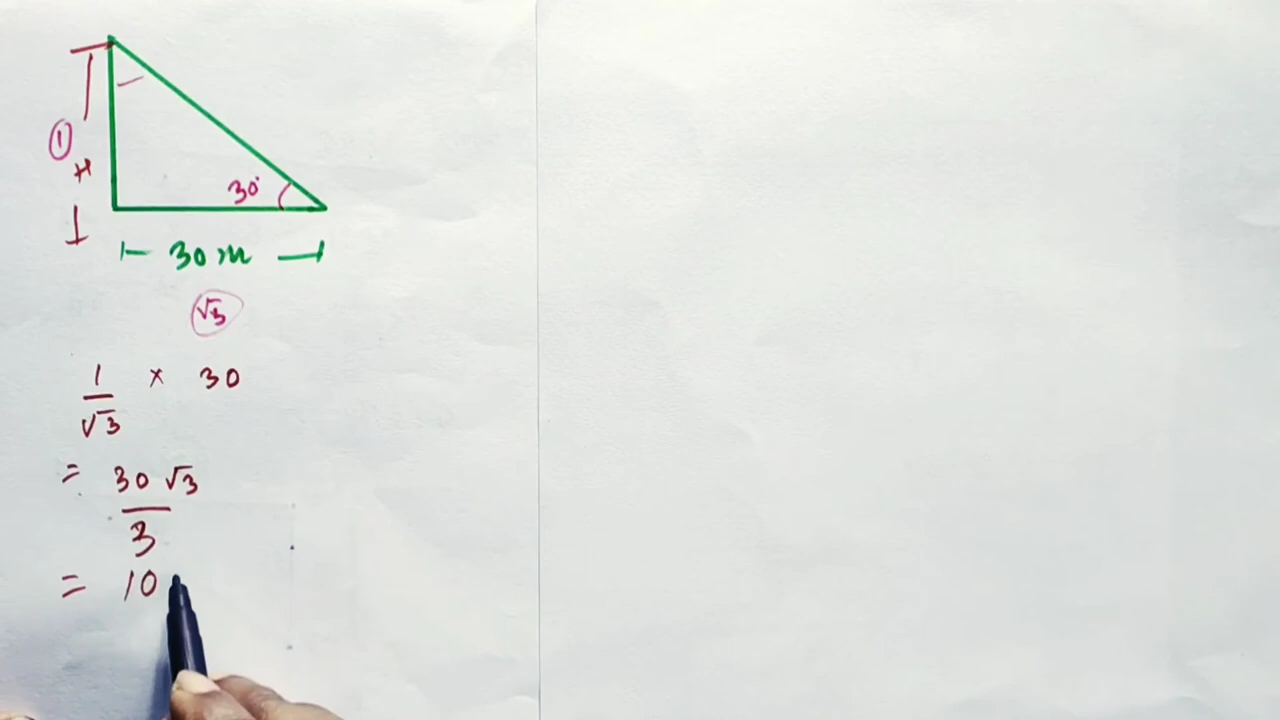 ①
H
30°
30 m
√3
1/√3 × 30
= 30 √3 / 3
= 10